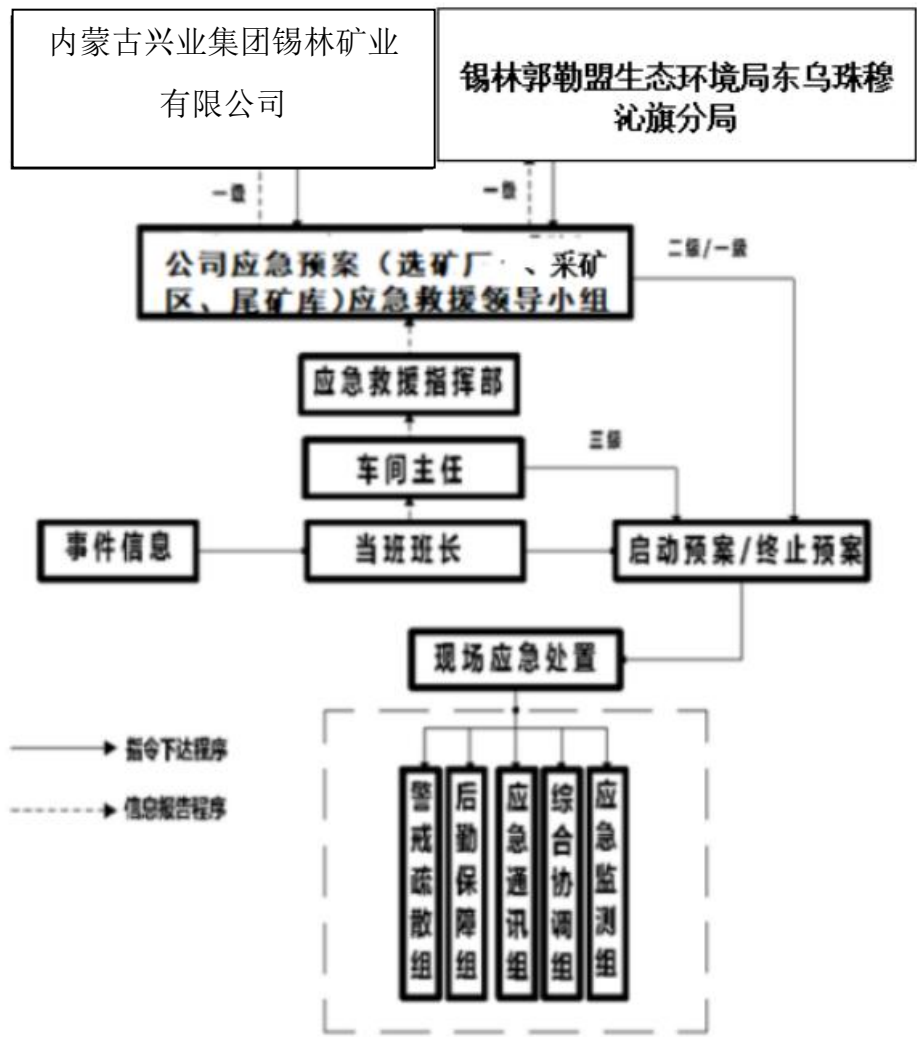 内蒙古兴业集团锡林矿业
有限公司
锡林郭勒盟生态环境局东乌珠穆
沁旗分局
一级
一级
公司应急预案（选矿厂、采矿
区、尾矿库)应急救援领导小组
二级/一级
应急救援指挥部
三级
车间主任
事件信息
当班班长
启动预案/终止预案
现场应急处置
指令下达程序
信息报告程序
警戒疏散组
后勤保障组
应急通讯组
综合协调组
应急监测组